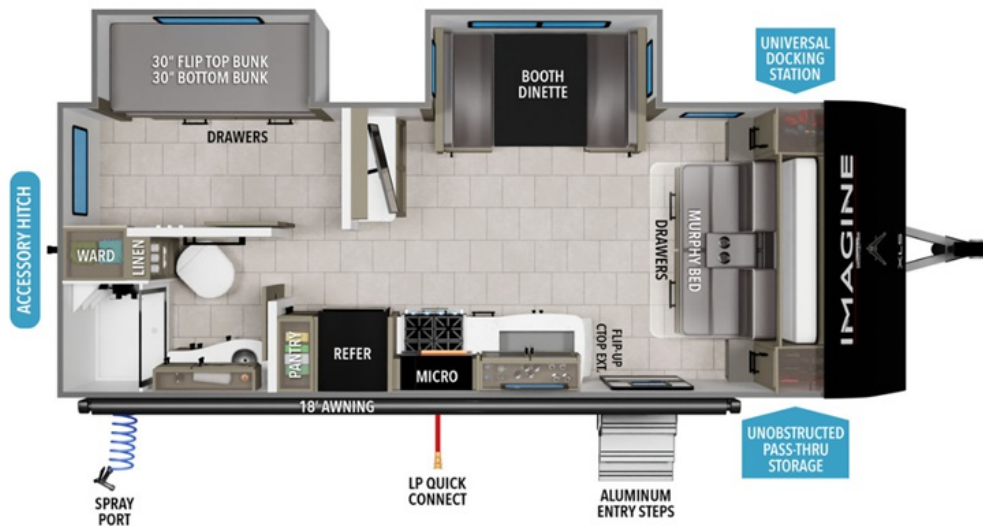 30" FLIP TOP BUNK
30" BOTTOM BUNK
BOOTH
DINETTE
UNIVERSAL
DOCKING
STATION
DRAWERS
ACCESSORY HITCH
WARD
LINEN
DRAWERS
MURPHY BED
IMAGINE
XLS
PANTRY
REFER
MICRO
FLIP-UP
CTOP EXT.
18' AWNING
UNOBSTRUCTED
PASS-THRU
STORAGE
SPRAY
PORT
LP QUICK
CONNECT
ALUMINUM
ENTRY STEPS